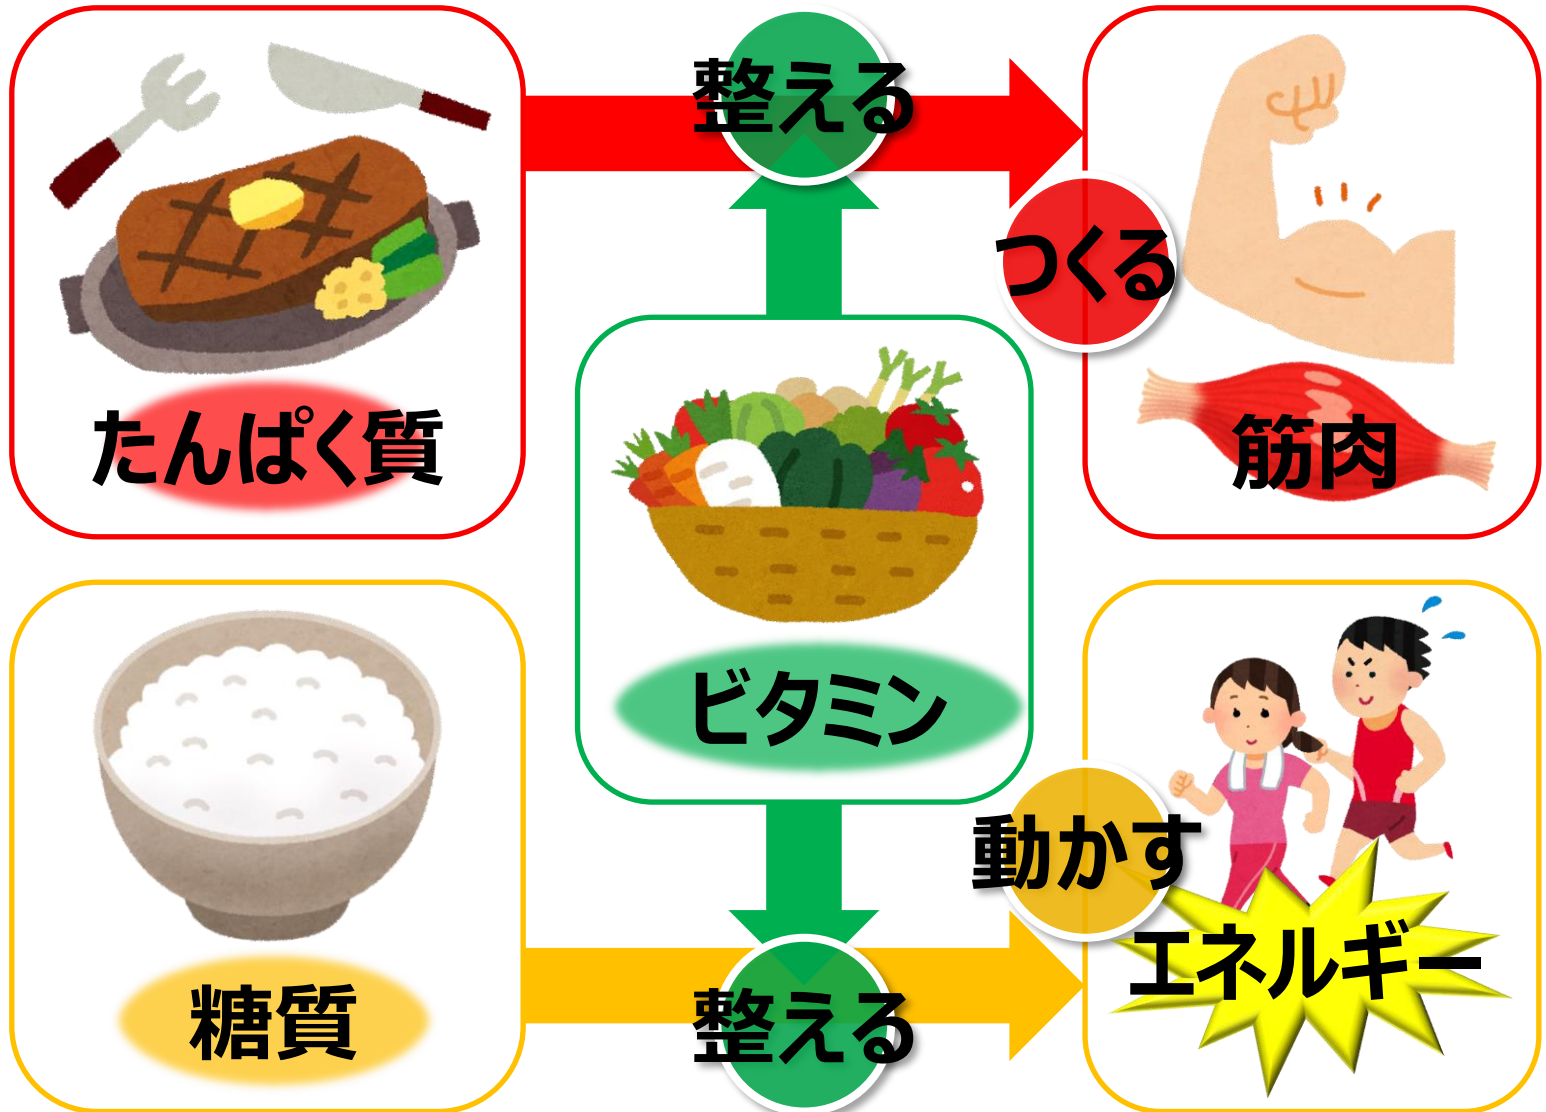 整える
つくる
たんぱく質
筋肉
ビタミン
動かす
エネルギー
糖質
整える